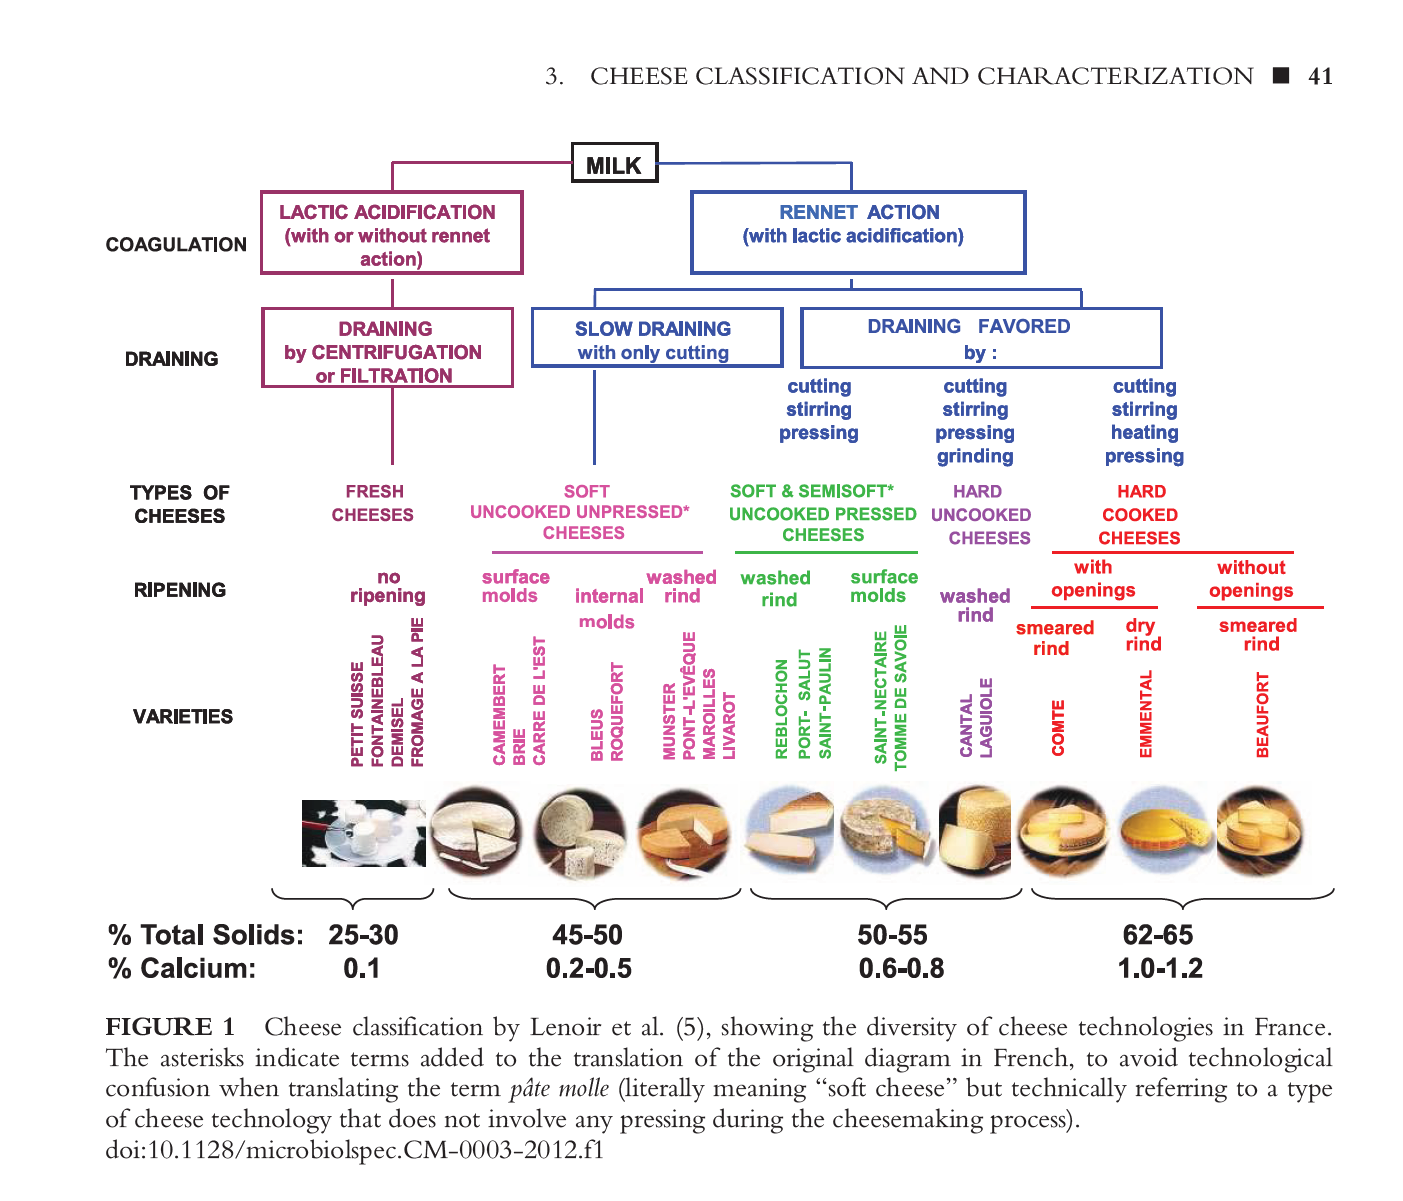 3. CHEESE CLASSIFICATION AND CHARACTERIZATION ■ 41
MILK
COAGULATION
LACTIC ACIDIFICATION
(with or without rennet
action)
RENNET ACTION
(with lactic acidification)
DRAINING
DRAINING
by CENTRIFUGATION
or FILTRATION
SLOW DRAINING
with only cutting
DRAINING FAVORED
by :
cutting
stirring
pressing
cutting
stirring
pressing
grinding
cutting
stirring
heating
pressing
TYPES OF
CHEESES
FRESH
CHEESES
SOFT
UNCOOKED UNPRESSED*
CHEESES
SOFT & SEMISOFT*
UNCOOKED PRESSED
CHEESES
HARD
UNCOOKED
CHEESES
HARD
COOKED
CHEESES
RIPENING
no
ripening
surface
molds
internal
molds
washed
rind
washed
rind
surface
molds
washed
rind
with
openings
without
openings
smeared
rind
dry
rind
smeared
rind
VARIETIES
PETIT SUISSE
FONTAINEBLEAU
DEMISEL
FROMAGE A LA PIE
CAMEMBERT
BRIE
CARRE DE L'EST
BLEUS
ROQUEFORT
MUNSTER
PONT-L'EVÊQUE
MAROILLES
LIVAROT
REBLOCHON
PORT- SALUT
SAINT-PAULIN
SAINT-NECTAIRE
TOMME DE SAVOIE
CANTAL
LAGUIOLE
COMTE
EMMENTAL
BEAUFORT
% Total Solids: 25-30 45-50 50-55 62-65
% Calcium: 0.1 0.2-0.5 0.6-0.8 1.0-1.2
FIGURE 1 Cheese classification by Lenoir et al. (5), showing the diversity of cheese technologies in France.
The asterisks indicate terms added to the translation of the original diagram in French, to avoid technological
confusion when translating the term pâte molle (literally meaning “soft cheese” but technically referring to a type
of cheese technology that does not involve any pressing during the cheesemaking process).
doi:10.1128/microbiolspec.CM-0003-2012.f1